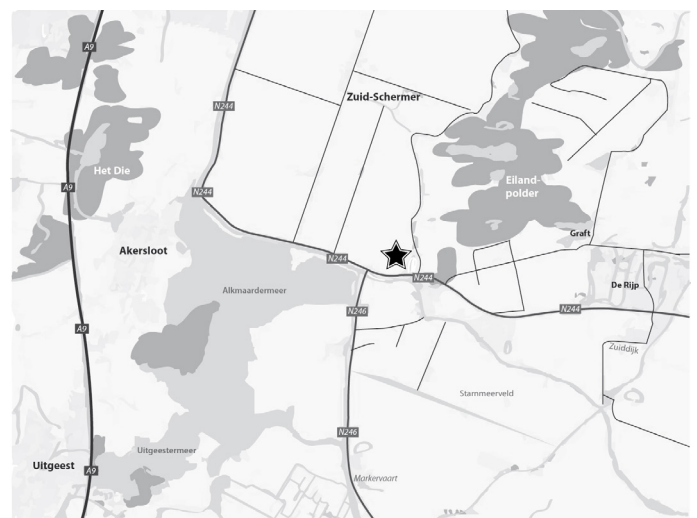 A9
Zuid-Schermer
N244
Het Die
A9
N244
Eiland-
polder
Graft
Akersloot
N244
N244
De Rijp
Alkmaardermeer
N246
N244
A9
Zuiddijk
Starnmeerveld
N246
Uitgeestermeer
Uitgeest
A9
Markervaart